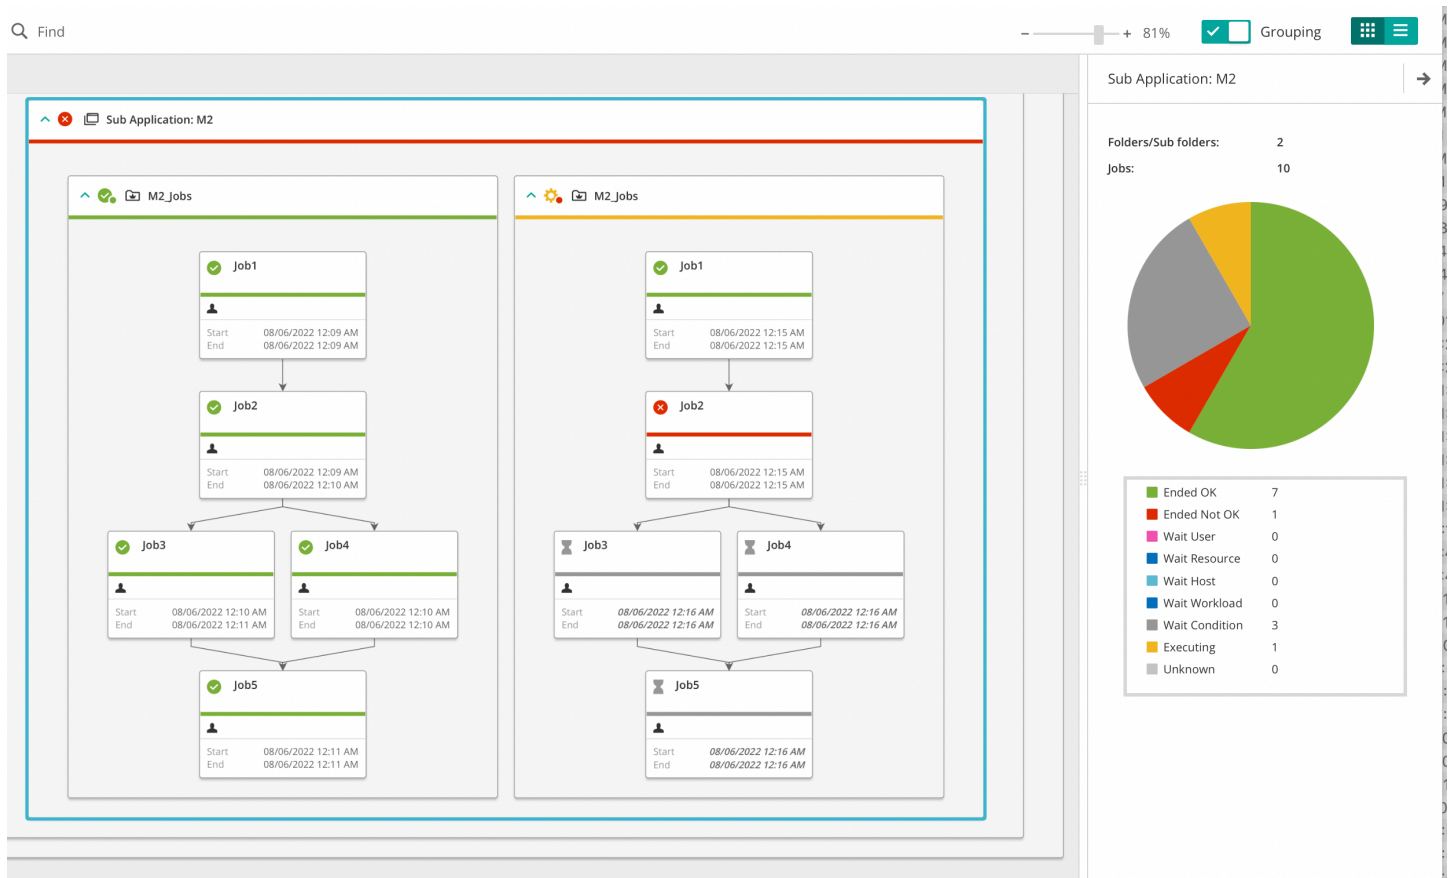 Find
81%
Grouping
Sub Application: M2
Sub Application: M2
Folders/Sub folders: 2
Jobs: 10
M2_Jobs
M2_Jobs
Job1
Start 08/06/2022 12:09 AM
End 08/06/2022 12:09 AM
Job1
Start 08/06/2022 12:15 AM
End 08/06/2022 12:15 AM
Job2
Start 08/06/2022 12:09 AM
End 08/06/2022 12:10 AM
Job2
Start 08/06/2022 12:15 AM
End 08/06/2022 12:15 AM
Job3
Start 08/06/2022 12:10 AM
End 08/06/2022 12:11 AM
Job4
Start 08/06/2022 12:10 AM
End 08/06/2022 12:10 AM
Job3
Start 08/06/2022 12:16 AM
End 08/06/2022 12:16 AM
Job4
Start 08/06/2022 12:16 AM
End 08/06/2022 12:16 AM
Job5
Start 08/06/2022 12:11 AM
End 08/06/2022 12:11 AM
Job5
Start 08/06/2022 12:16 AM
End 08/06/2022 12:16 AM
Ended OK 7
Ended Not OK 1
Wait User 0
Wait Resource 0
Wait Host 0
Wait Workload 0
Wait Condition 3
Executing 1
Unknown 0